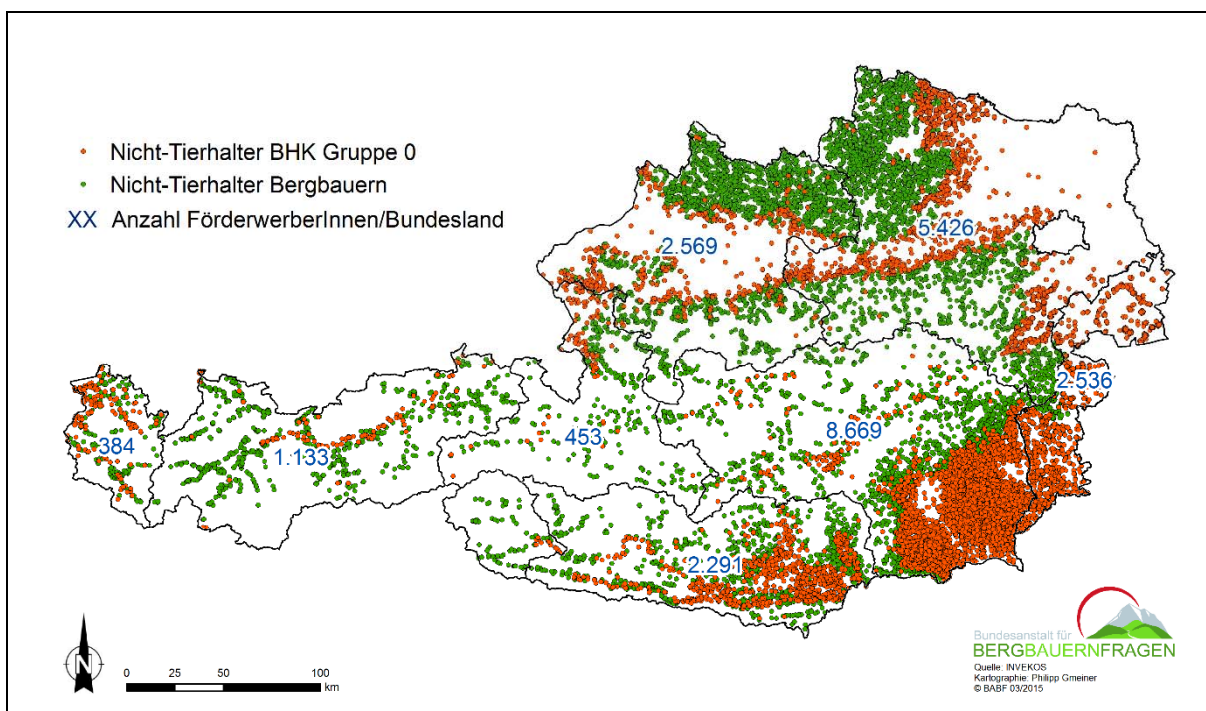 Nicht-Tierhalter BHK Gruppe 0
Nicht-Tierhalter Bergbauern
XX Anzahl FörderwerberInnen/Bundesland
5.426
2.569
2.536
384
1.133
453
8.669
2.291
N
0 25 50 100
km
Bundesanstalt für
BERGBAUERNFRAGEN
Quelle: INVEKOS
Kartographie: Philipp Gmeiner
© BABF 03/2015